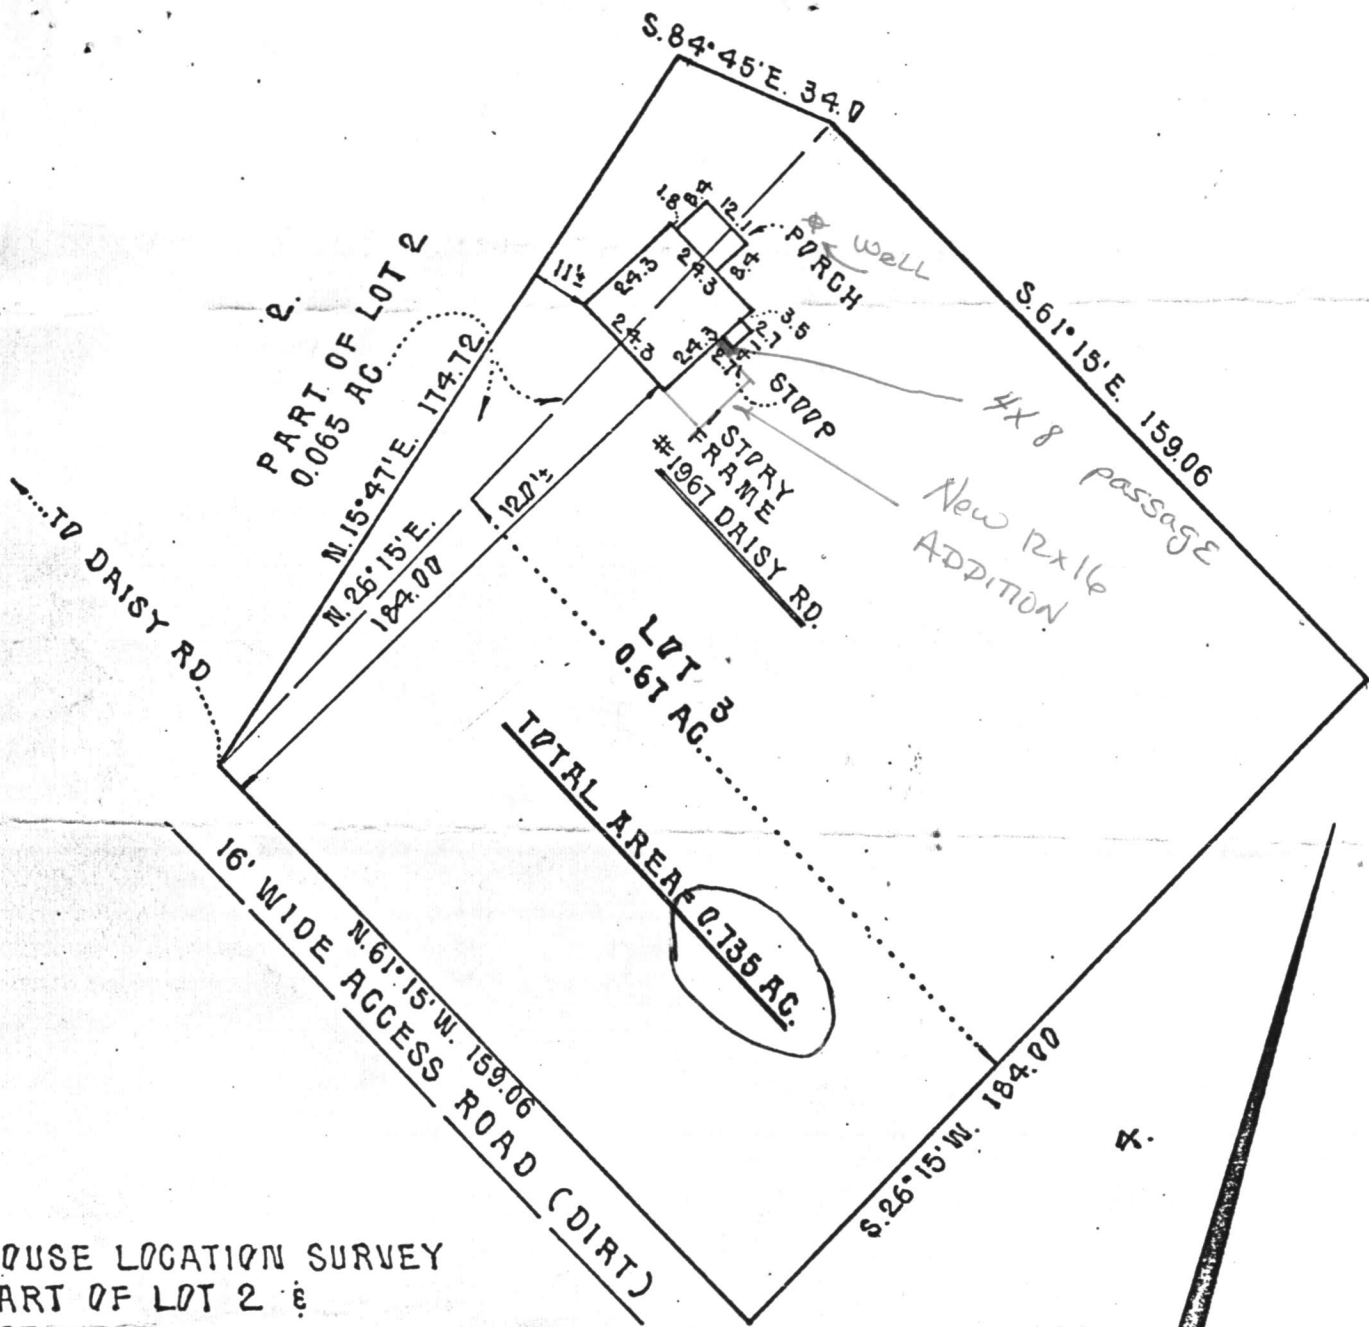 S.84°45'E. 34.0
1.8
8.4
12.1
PORCH
8.4
24.3
24.3
24.3
24.3
11'±
3.5
2.7
2.7
STOOP
well
S.61°15'E. 159.06
4X8 passage
New 12x16
ADDITION
2.
PART OF LOT 2
0.065 AC.
N.15°47'E. 174.72
N.26°15'E.
184.00
120'±
STORY
FRAME
#1967 DAISY RD.
TO DAISY RD.
LOT 3
0.67 AC.
TOTAL AREA= 0.735 AC.
16' WIDE ACCESS ROAD (DIRT)
N.61°15'W. 159.06
S.26°15'W. 184.00
4.
OUSE LOCATION SURVEY
ART OF LOT 2 &